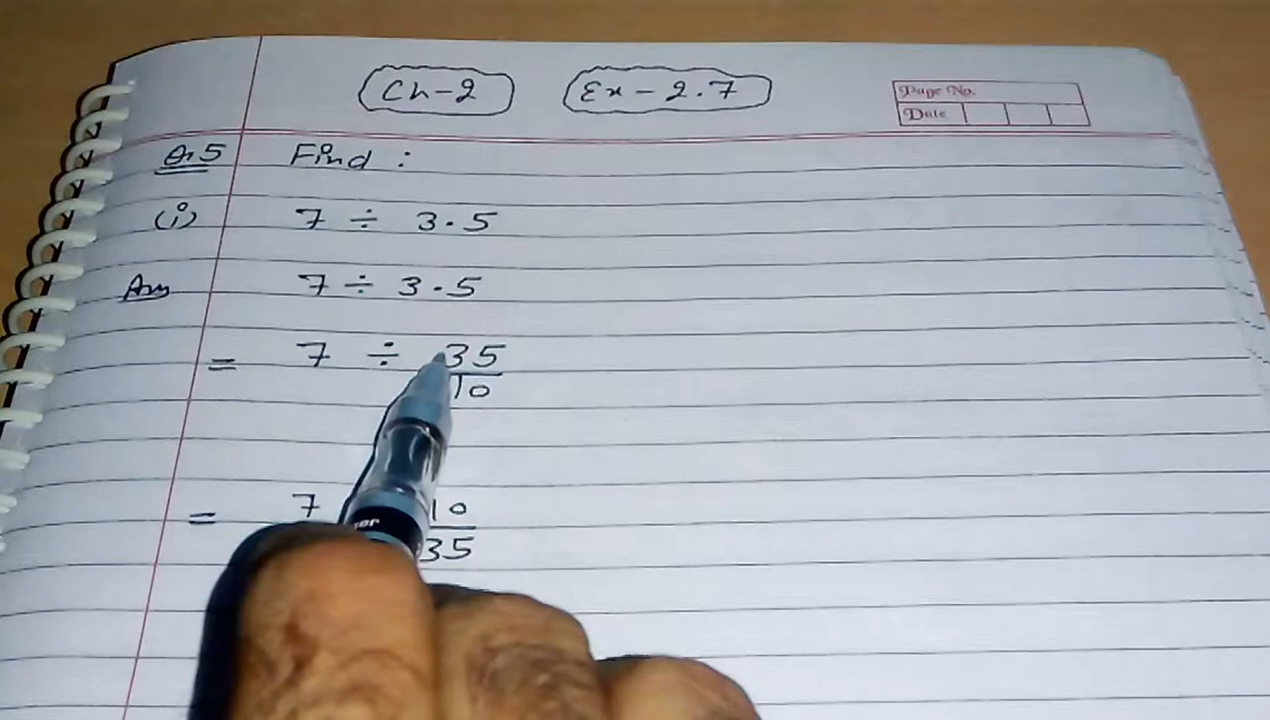 Ch-2 Ex-2.7
Page No.
Date
Q.5 Find :
(i) 7 ÷ 3.5
Ans 7 ÷ 3.5
= 7 ÷ 35/10
= 7 10/35